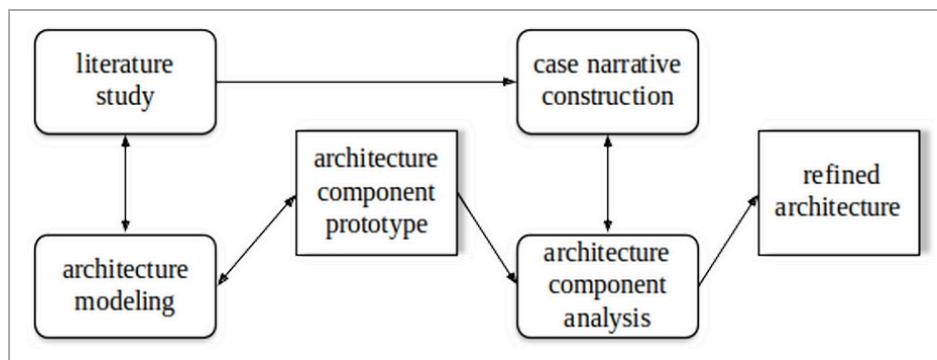 literature
study
case narrative
construction
architecture
component
prototype
refined
architecture
architecture
modeling
architecture
component
analysis